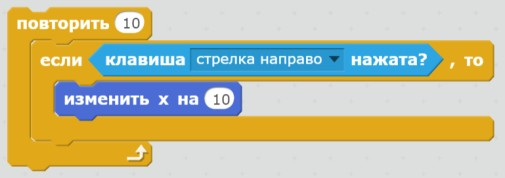 повторить 10
если клавиша стрелка направо нажата? , то
изменить x на 10